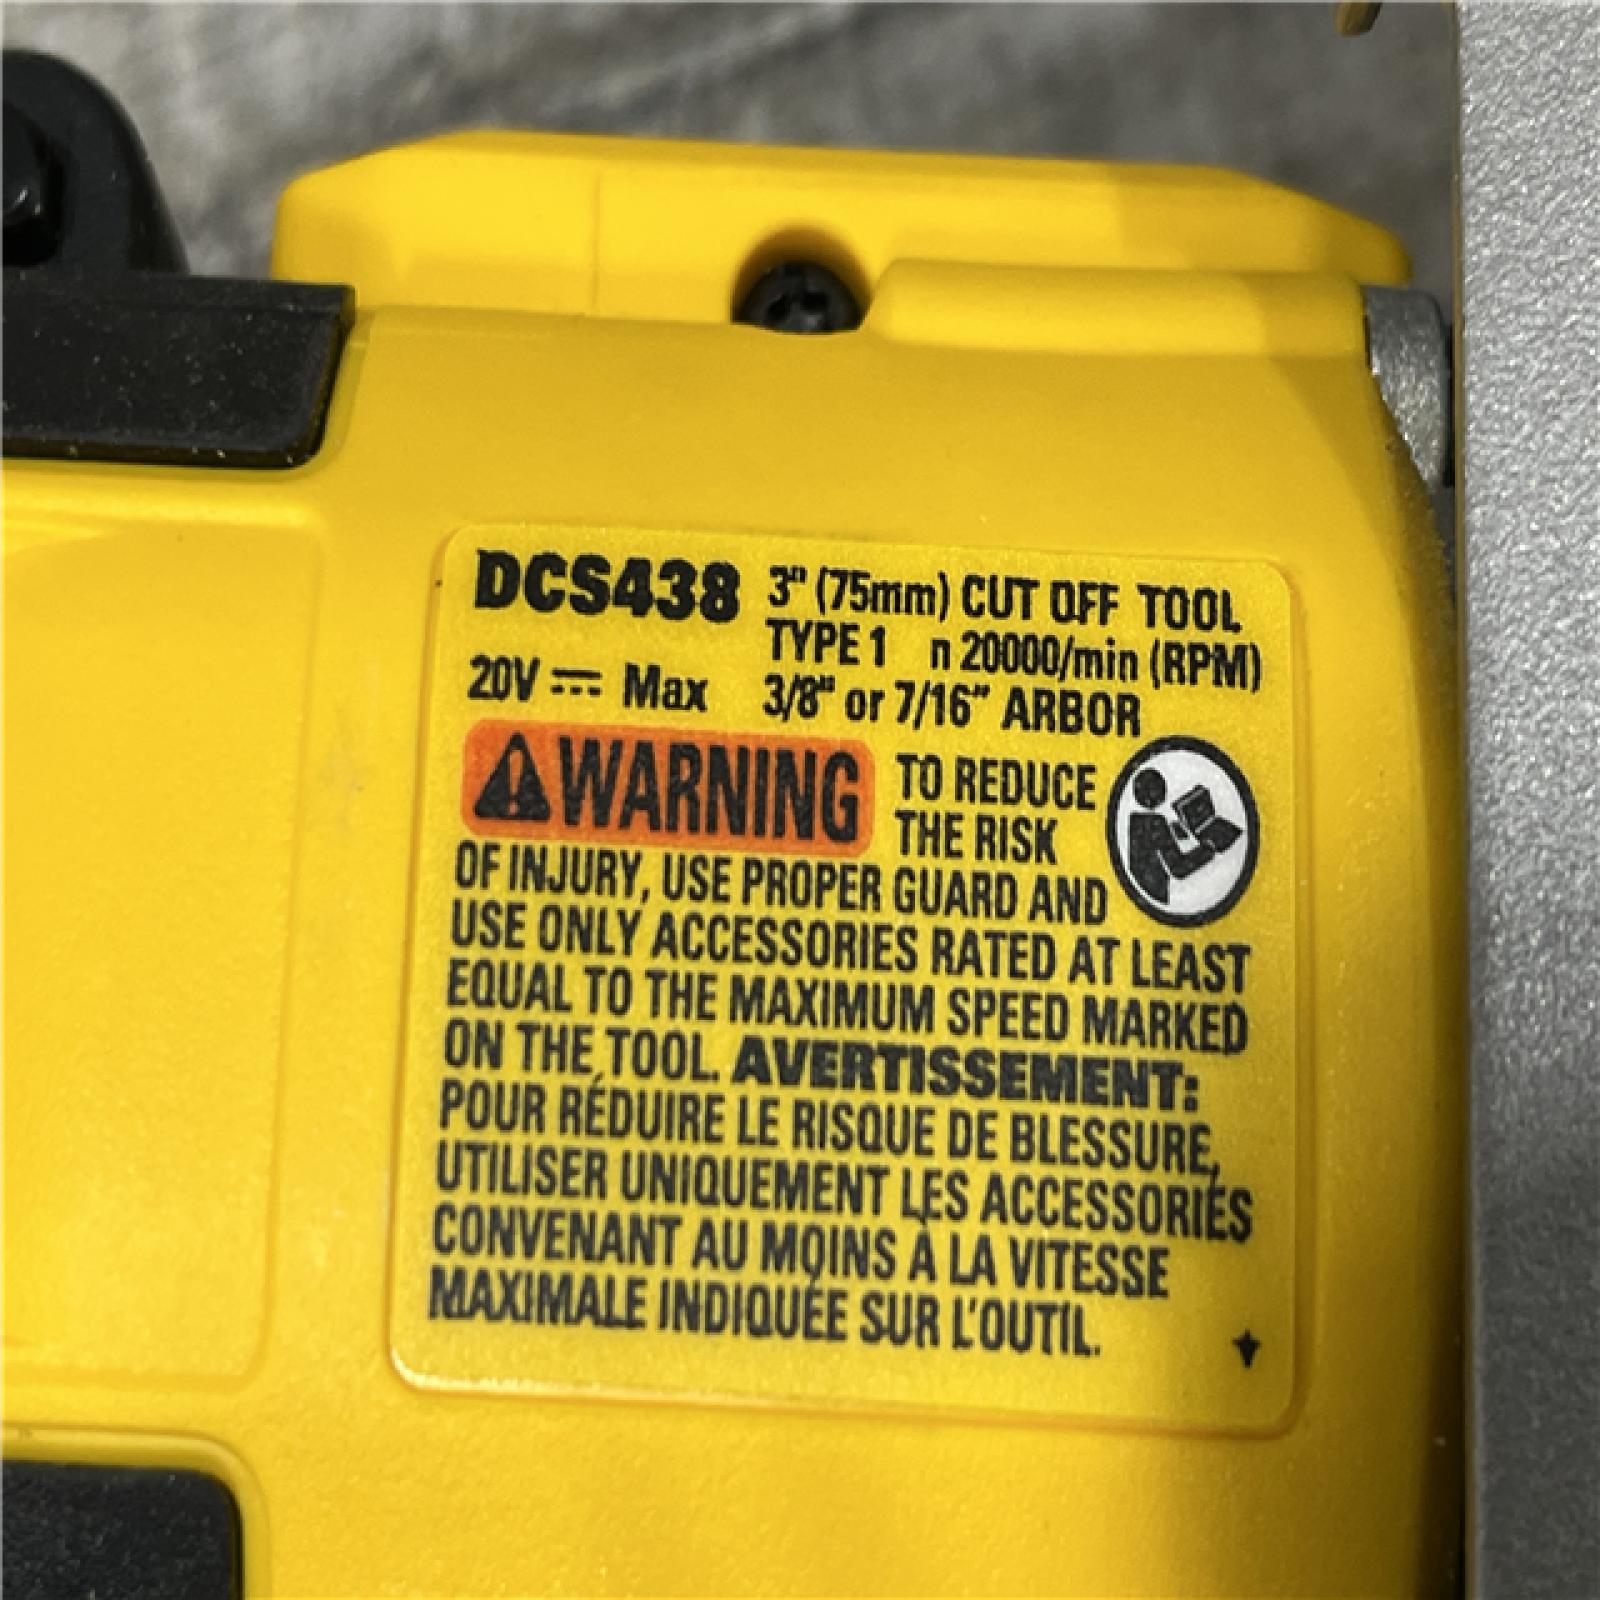 DCS438 3" (75mm) CUT OFF TOOL
TYPE 1 n 20000/min (RPM)
20V ⎓ Max 3/8" or 7/16" ARBOR
WARNING TO REDUCE
THE RISK
OF INJURY, USE PROPER GUARD AND
USE ONLY ACCESSORIES RATED AT LEAST
EQUAL TO THE MAXIMUM SPEED MARKED
ON THE TOOL. AVERTISSEMENT:
POUR RÉDUIRE LE RISQUE DE BLESSURE,
UTILISER UNIQUEMENT LES ACCESSORIES
CONVENANT AU MOINS À LA VITESSE
MAXIMALE INDIQUÉE SUR L'OUTIL.